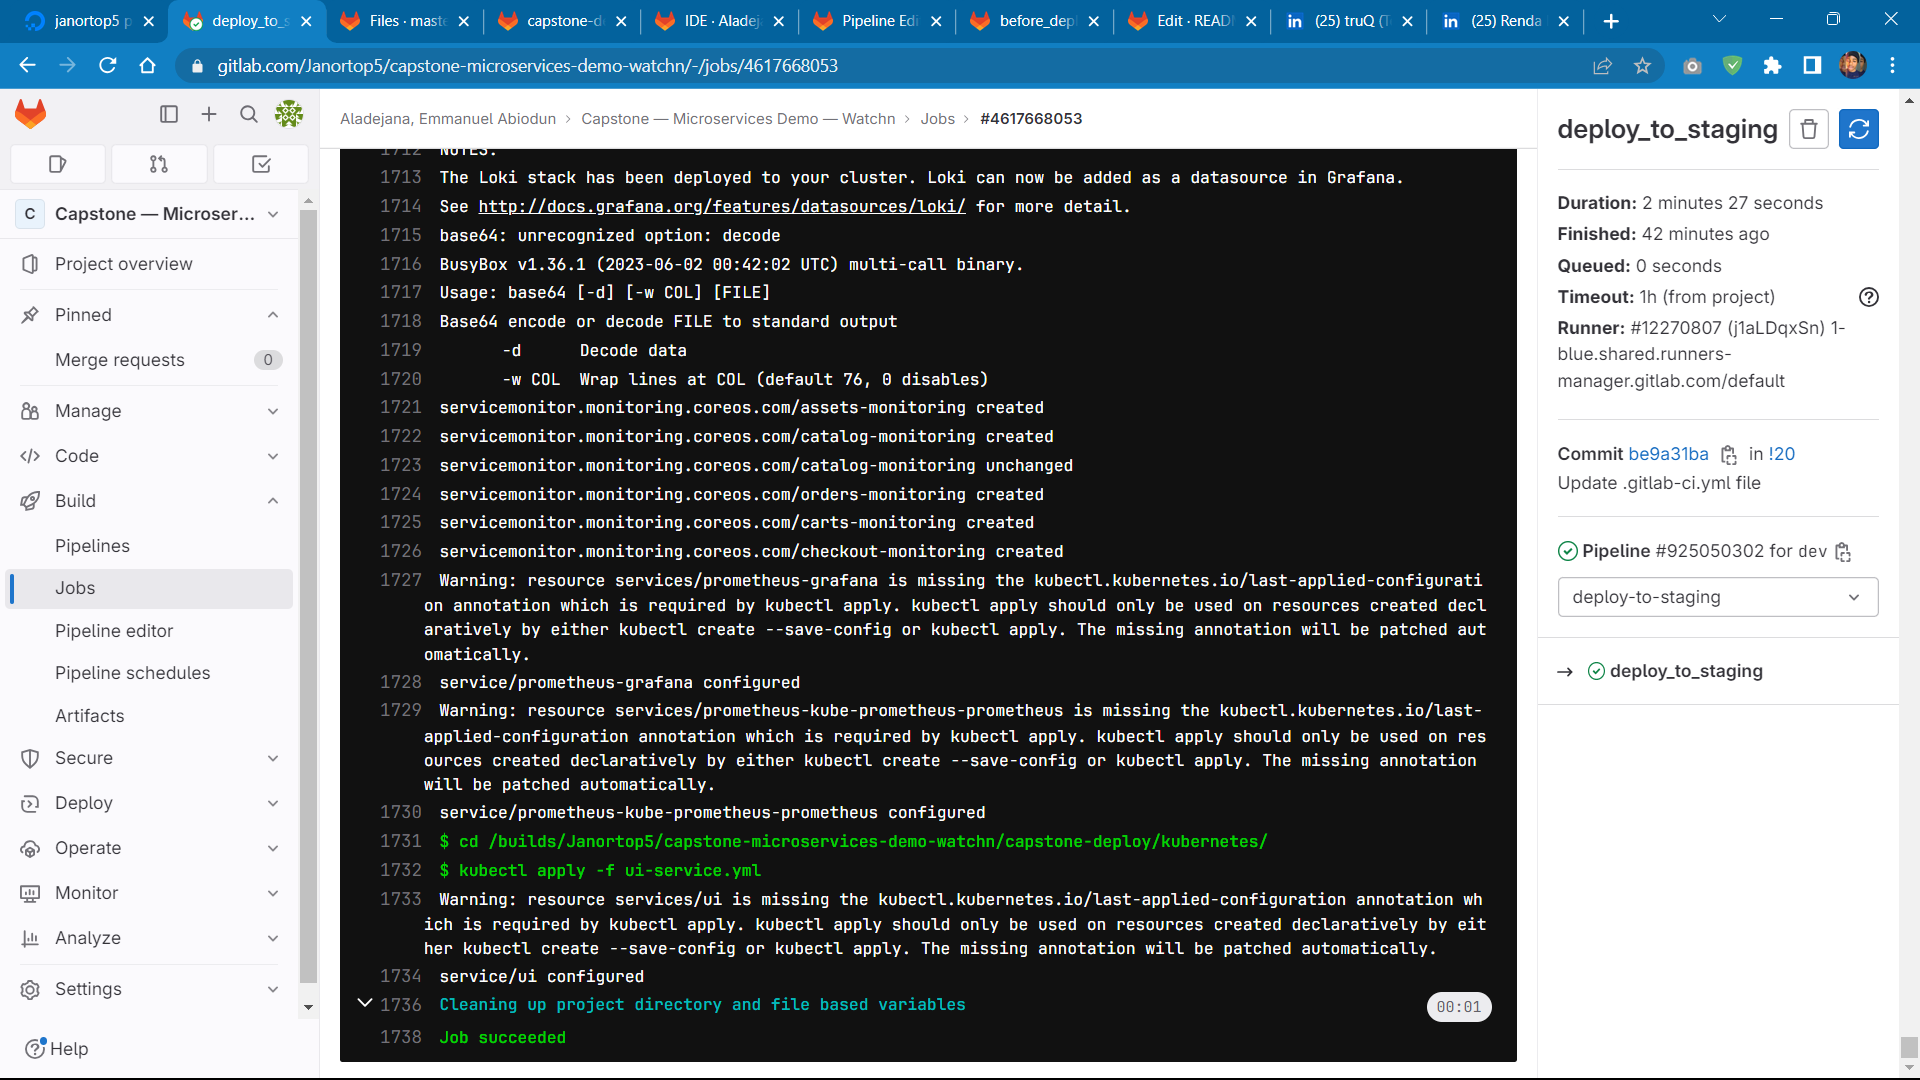 janortop5 p
deploy_to_s
Files · mast
capstone-d
IDE · Aladej
Pipeline Edi
before_dep
Edit · READ
(25) truQ (T
(25) Renda
gitlab.com/Janortop5/capstone-microservices-demo-watchn/-/jobs/4617668053
C Capstone — Microser...
Project overview
Pinned
Merge requests 0
Manage
Code
Build
Pipelines
Jobs
Pipeline editor
Pipeline schedules
Artifacts
Secure
Deploy
Operate
Monitor
Analyze
Settings
Help
Aladejana, Emmanuel Abiodun › Capstone — Microservices Demo — Watchn › Jobs › #4617668053
1712 NOTES:
1713 The Loki stack has been deployed to your cluster. Loki can now be added as a datasource in Grafana.
1714 See http://docs.grafana.org/features/datasources/loki/ for more detail.
1715 base64: unrecognized option: decode
1716 BusyBox v1.36.1 (2023-06-02 00:42:02 UTC) multi-call binary.
1717 Usage: base64 [-d] [-w COL] [FILE]
1718 Base64 encode or decode FILE to standard output
1719 -d Decode data
1720 -w COL Wrap lines at COL (default 76, 0 disables)
1721 servicemonitor.monitoring.coreos.com/assets-monitoring created
1722 servicemonitor.monitoring.coreos.com/catalog-monitoring created
1723 servicemonitor.monitoring.coreos.com/catalog-monitoring unchanged
1724 servicemonitor.monitoring.coreos.com/orders-monitoring created
1725 servicemonitor.monitoring.coreos.com/carts-monitoring created
1726 servicemonitor.monitoring.coreos.com/checkout-monitoring created
1727 Warning: resource services/prometheus-grafana is missing the kubectl.kubernetes.io/last-applied-configurati
on annotation which is required by kubectl apply. kubectl apply should only be used on resources created decl
aratively by either kubectl create --save-config or kubectl apply. The missing annotation will be patched aut
omatically.
1728 service/prometheus-grafana configured
1729 Warning: resource services/prometheus-kube-prometheus-prometheus is missing the kubectl.kubernetes.io/last-
applied-configuration annotation which is required by kubectl apply. kubectl apply should only be used on res
ources created declaratively by either kubectl create --save-config or kubectl apply. The missing annotation
will be patched automatically.
1730 service/prometheus-kube-prometheus-prometheus configured
1731 $ cd /builds/Janortop5/capstone-microservices-demo-watchn/capstone-deploy/kubernetes/
1732 $ kubectl apply -f ui-service.yml
1733 Warning: resource services/ui is missing the kubectl.kubernetes.io/last-applied-configuration annotation wh
ich is required by kubectl apply. kubectl apply should only be used on resources created declaratively by eit
her kubectl create --save-config or kubectl apply. The missing annotation will be patched automatically.
1734 service/ui configured
1736 Cleaning up project directory and file based variables 00:01
1738 Job succeeded
deploy_to_staging
Duration: 2 minutes 27 seconds
Finished: 42 minutes ago
Queued: 0 seconds
Timeout: 1h (from project)
Runner: #12270807 (j1aLDqxSn) 1-
blue.shared.runners-
manager.gitlab.com/default
Commit be9a31ba in !20
Update .gitlab-ci.yml file
Pipeline #925050302 for dev
deploy-to-staging
→ deploy_to_staging